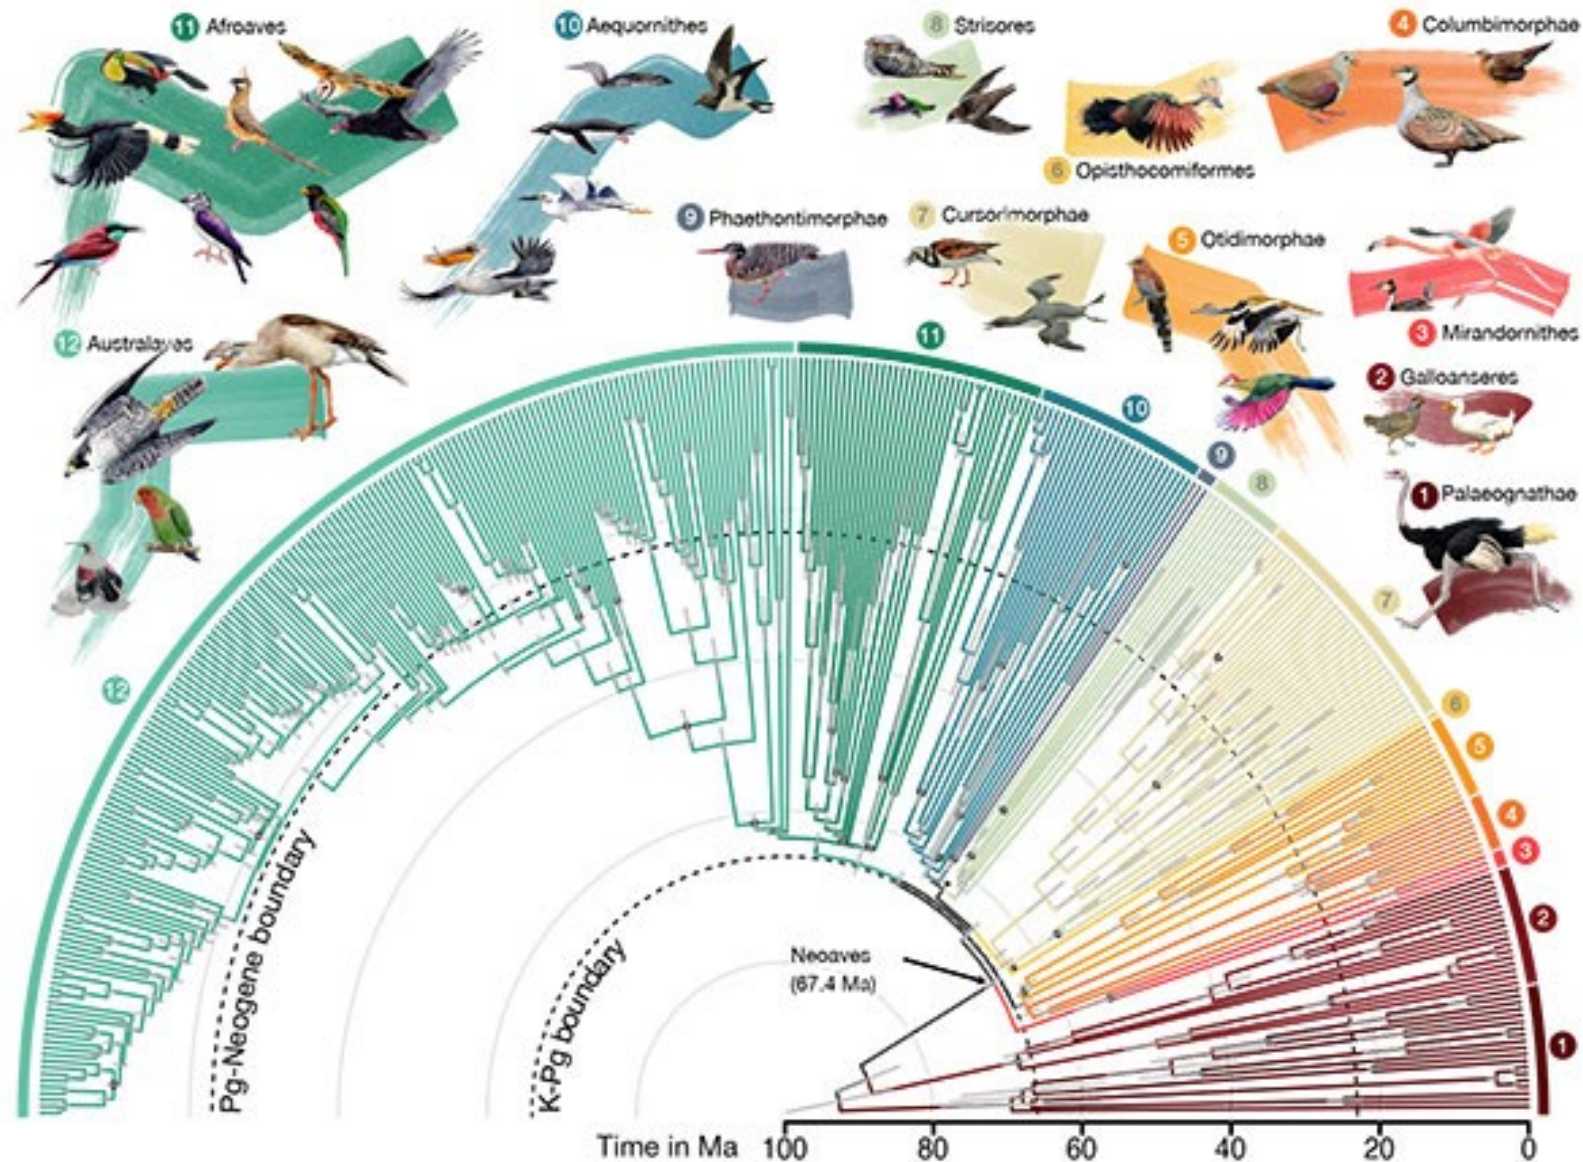 11 Afroaves
10 Aequornithes
8 Strisores
4 Columbimorphae
6 Opisthocomiformes
9 Phaethontimorphae
7 Cursorimorphae
5 Otidimorphae
3 Mirandornithes
12 Australaves
2 Galloanseres
1 Palaeognathae
11
10
9
8
7
6
5
4
3
2
1
12
Pg-Neogene boundary
K-Pg boundary
Neoaves
(67.4 Ma)
Time in Ma 100 80 60 40 20 0